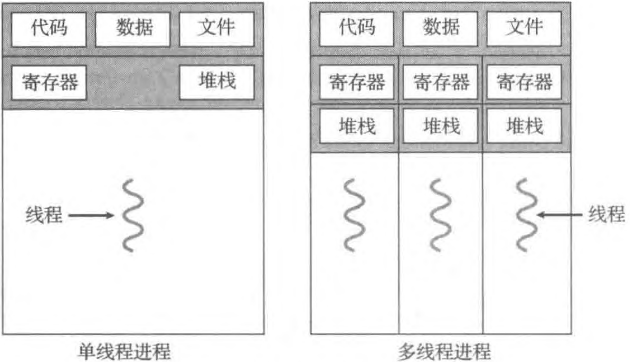 代码 数据 文件
寄存器 堆栈
线程
单线程进程
代码 数据 文件
寄存器 寄存器 寄存器
堆栈 堆栈 堆栈
线程
多线程进程